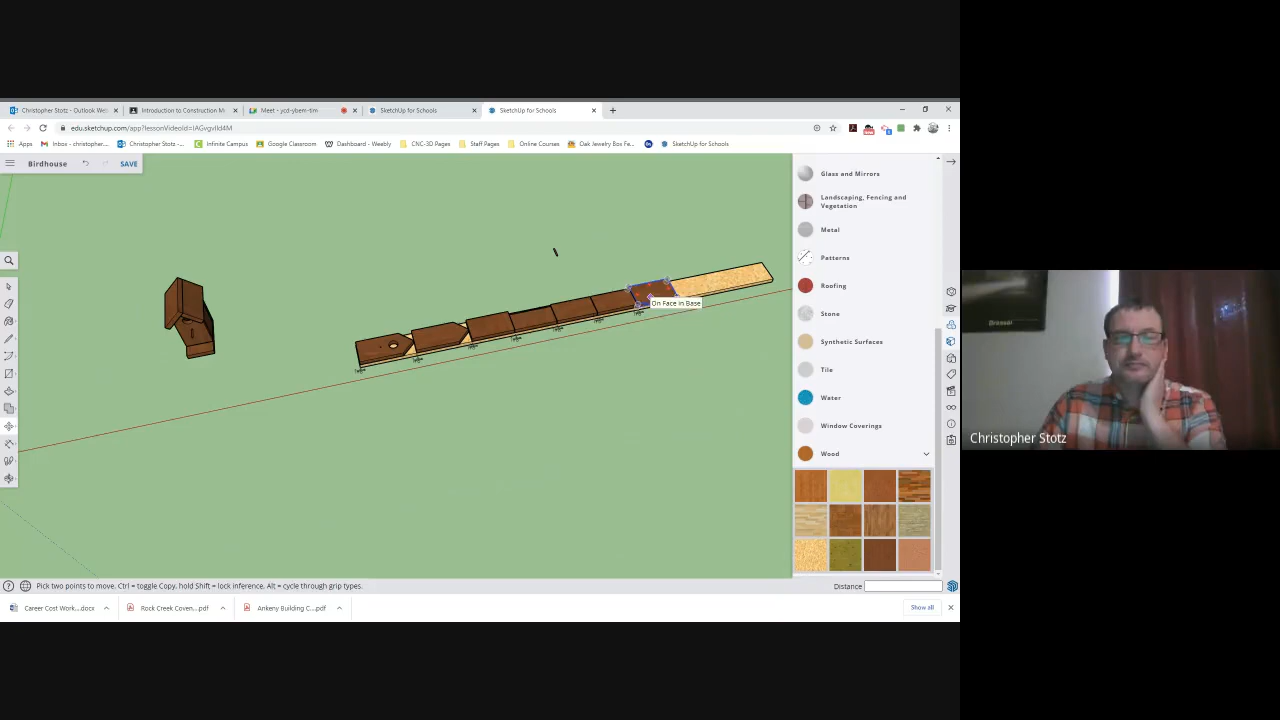 Christopher Stotz - Outlook We
Introduction to Construction M
Meet - ycd-ybem-tim
SketchUp for Schools
SketchUp for Schools
edu.sketchup.com/app?lessonVideoId=IAGvgvIId4M
Apps
Inbox - christopher....
Christopher Stotz -...
Infinite Campus
Google Classroom
Dashboard - Weebly
CNC-3D Pages
Staff Pages
Online Courses
Oak Jewelry Box Fe...
SketchUp for Schools
Birdhouse
SAVE
Glass and Mirrors
Landscaping, Fencing and
Vegetation
Metal
Patterns
Roofing
Stone
Synthetic Surfaces
Tile
Water
Window Coverings
Wood
On Face in Base
Christopher Stotz
Pick two points to move. Ctrl = toggle Copy, hold Shift = lock inference, Alt = cycle through grip types.
Distance
Career Cost Work....docx
Rock Creek Coven....pdf
Ankeny Building C....pdf
Show all